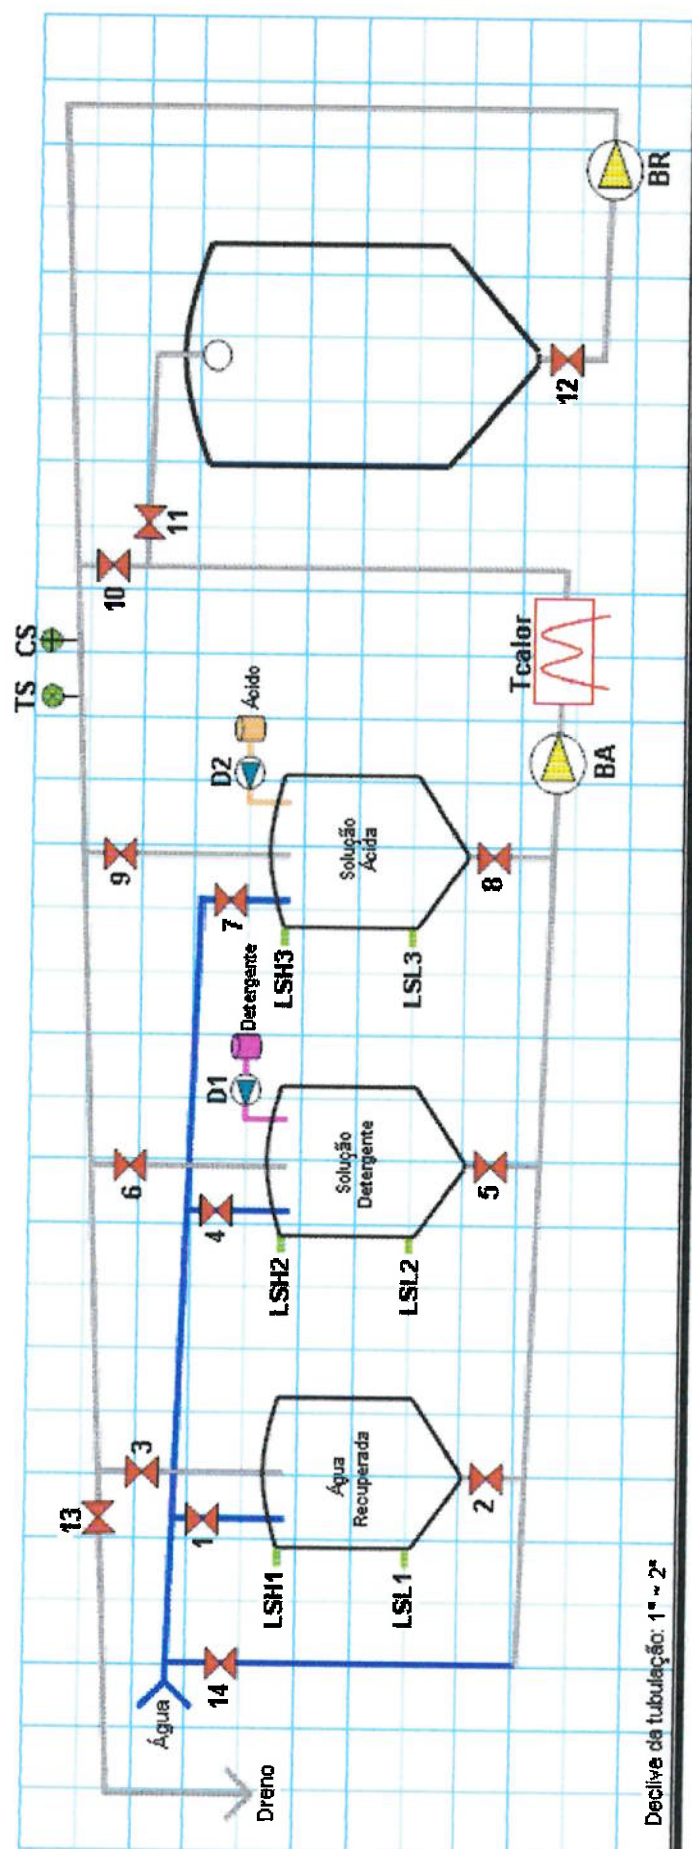 TS
CS
13
3
6
9
10
11
Água
Dreno
14
1
4
7
D1
Detergente
D2
Ácido
LSH1
LSH2
LSH3
Água
Recuperada
Solução
Detergente
Solução
Ácida
LSL1
LSL2
LSL3
2
5
8
BA
Tcalor
12
BR
Declive da tubulação: 1° ~ 2°